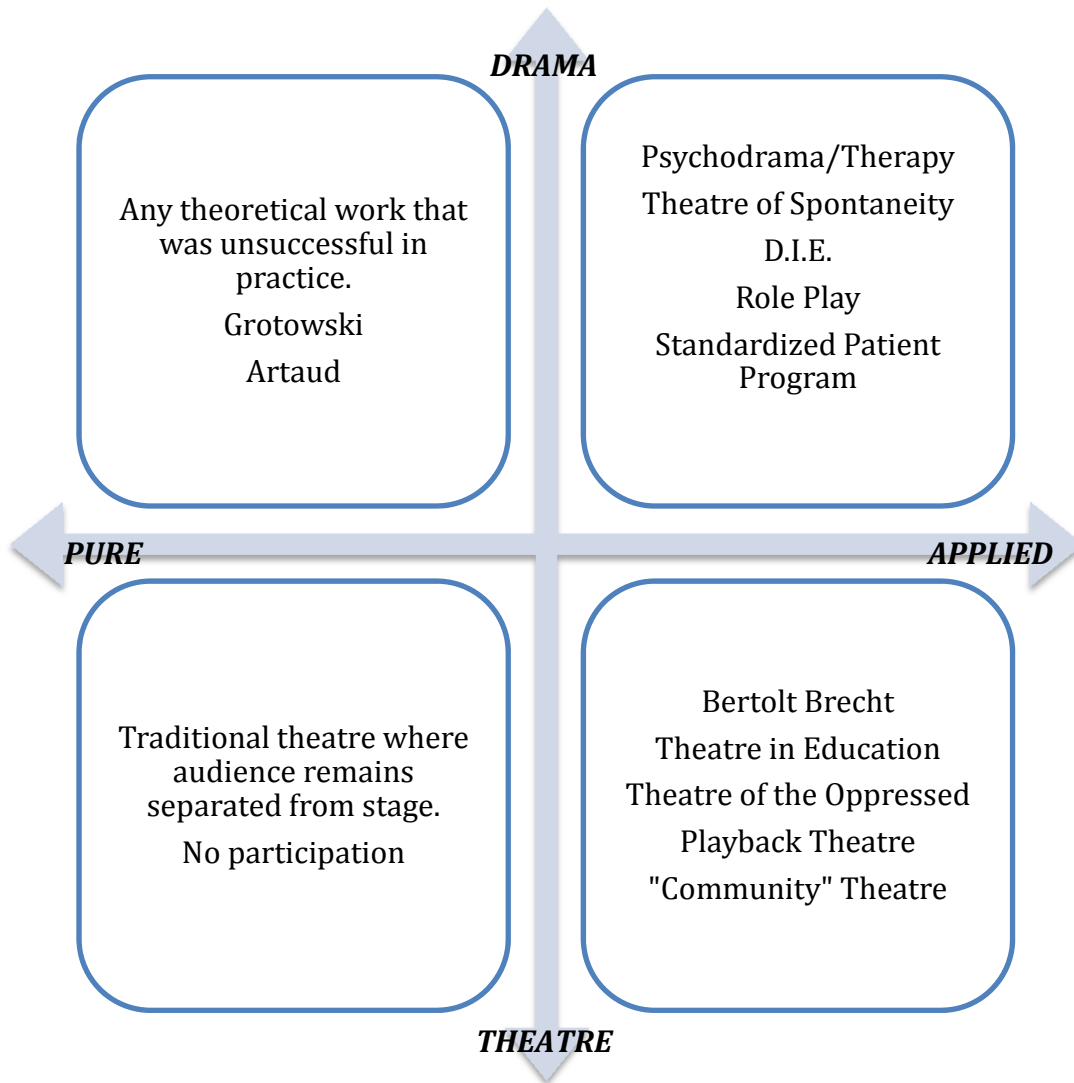 DRAMA
Any theoretical work that
was unsuccessful in
practice.
Grotowski
Artaud
Psychodrama/Therapy
Theatre of Spontaneity
D.I.E.
Role Play
Standardized Patient
Program
PURE
APPLIED
Traditional theatre where
audience remains
separated from stage.
No participation
Bertolt Brecht
Theatre in Education
Theatre of the Oppressed
Playback Theatre
"Community" Theatre
THEATRE